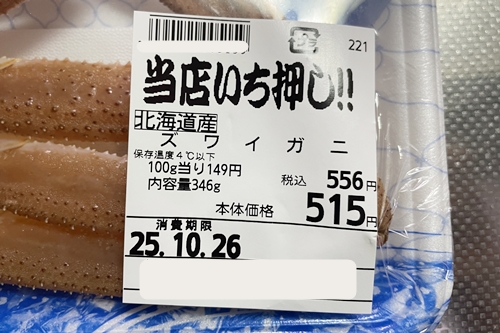 221
当店いち押し!!
北海道産
ズワイガニ
保存温度4℃以下
100g当り149円
内容量346g
税込 556円
本体価格 515円
消費期限
25.10.26